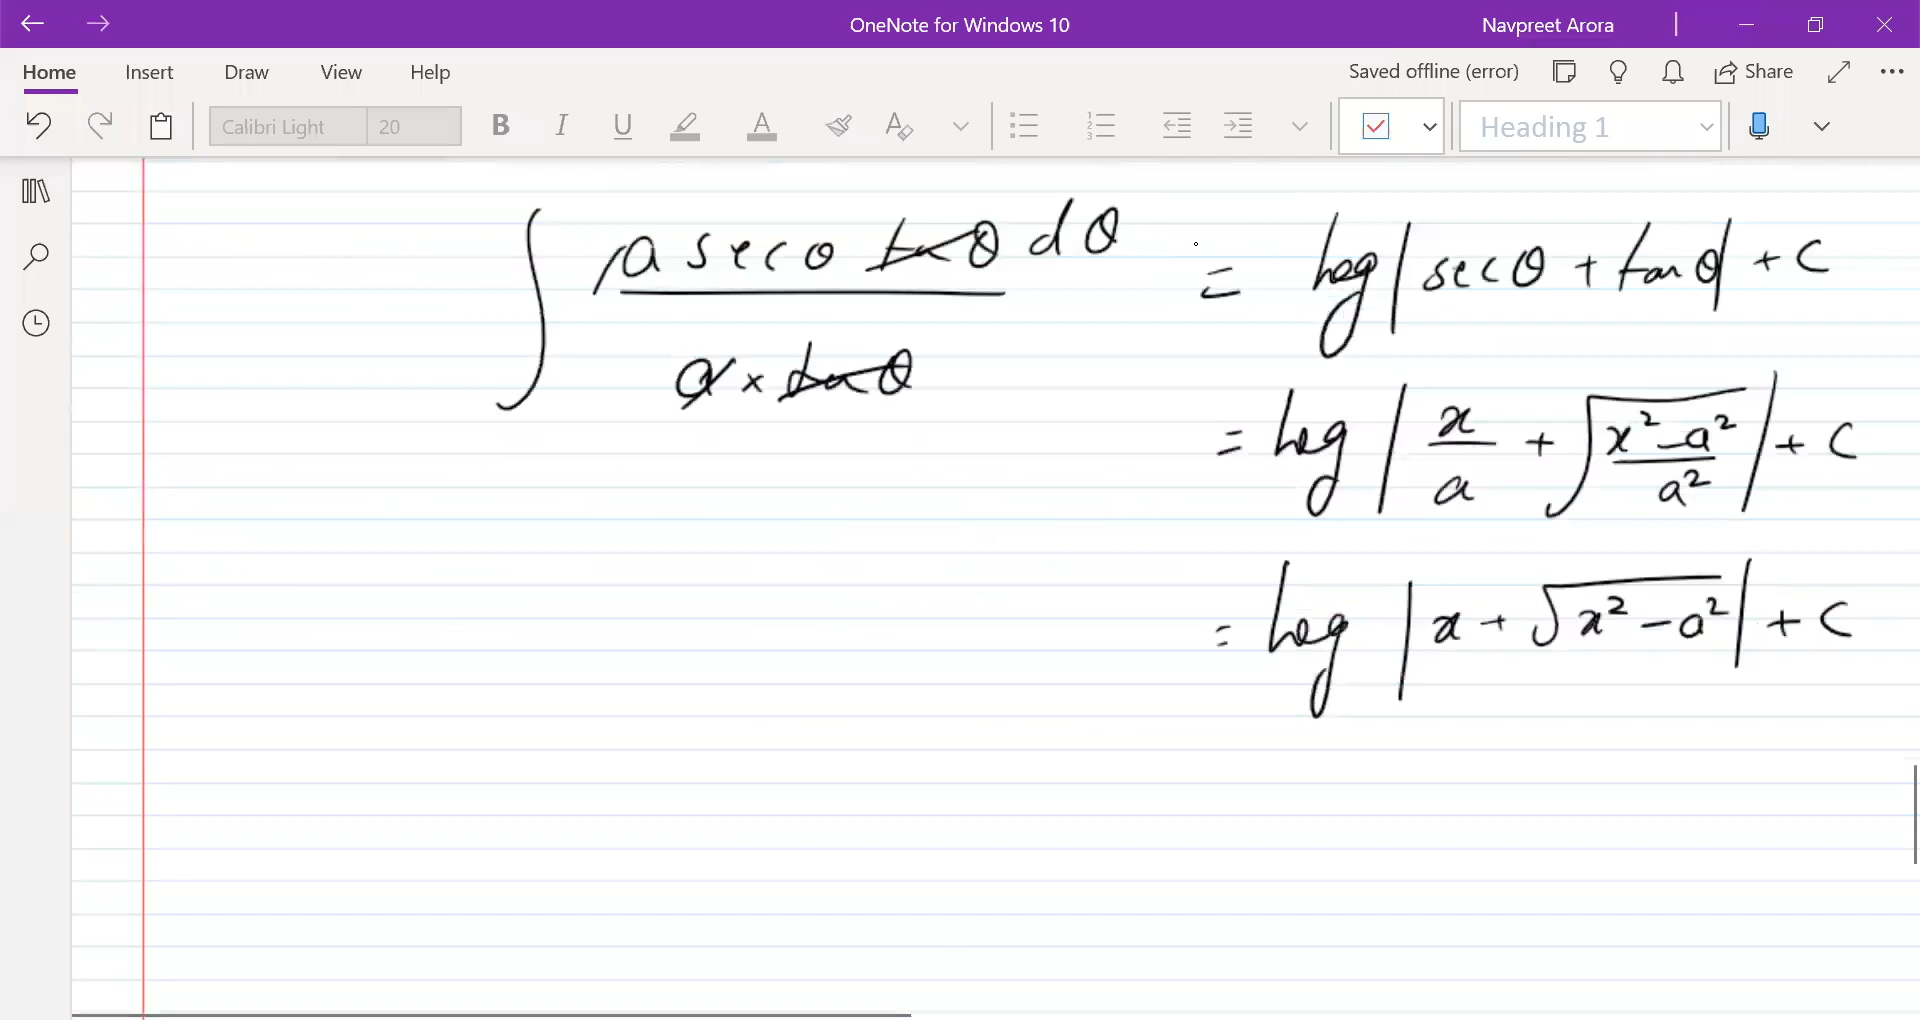 OneNote for Windows 10
Navpreet Arora
Home Insert Draw View Help
Saved offline (error) Share
Calibri Light 20 B I U A A Heading 1
∫ a secθ tanθ dθ / a × tanθ = log|secθ + tanθ| + C
= log |x/a + √((x² - a²)/a²)| + C
= log |x + √(x² - a²)| + C